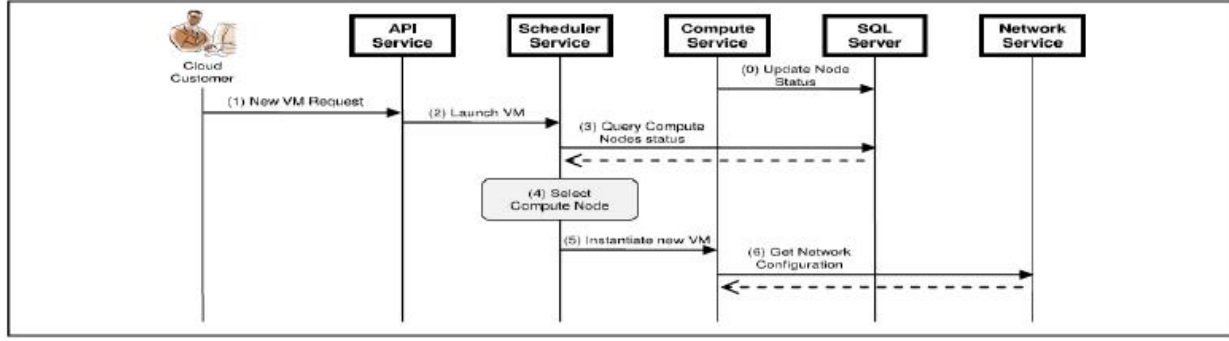 API
Service
Scheduler
Service
Compute
Service
SQL
Server
Network
Service
Cloud
Customer
(0) Update Node
Status
(1) New VM Request
(2) Launch VM
(3) Query Compute
Nodes status
(4) Select
Compute Node
(5) Instantiate new VM
(6) Get Network
Configuration